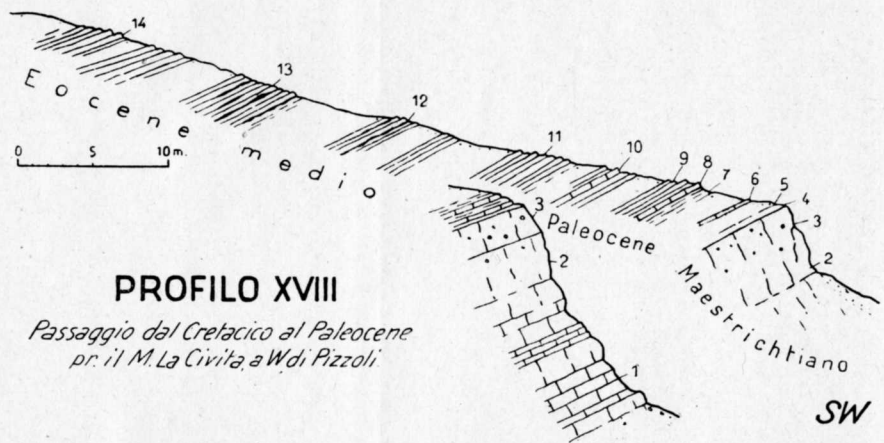 14
13
12
11
10
9
8
7
6
5
4
3
2
Eocene medio
0 5 10 m.
3
Paleocene
2
Maestrichtiano
1
PROFILO XVIII
Passaggio dal Cretacico al Paleocene
pr. il M. La Civita, a W. di Pizzoli.
SW